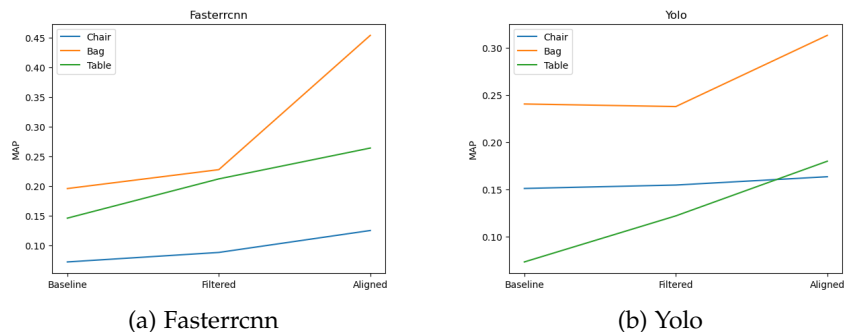 Fasterrcnn
Chair
Bag
Table
0.45
0.40
0.35
0.30
0.25
0.20
0.15
0.10
MAP
Baseline Filtered Aligned
(a) Fasterrcnn
Yolo
Chair
Bag
Table
0.30
0.25
0.20
0.15
0.10
MAP
Baseline Filtered Aligned
(b) Yolo